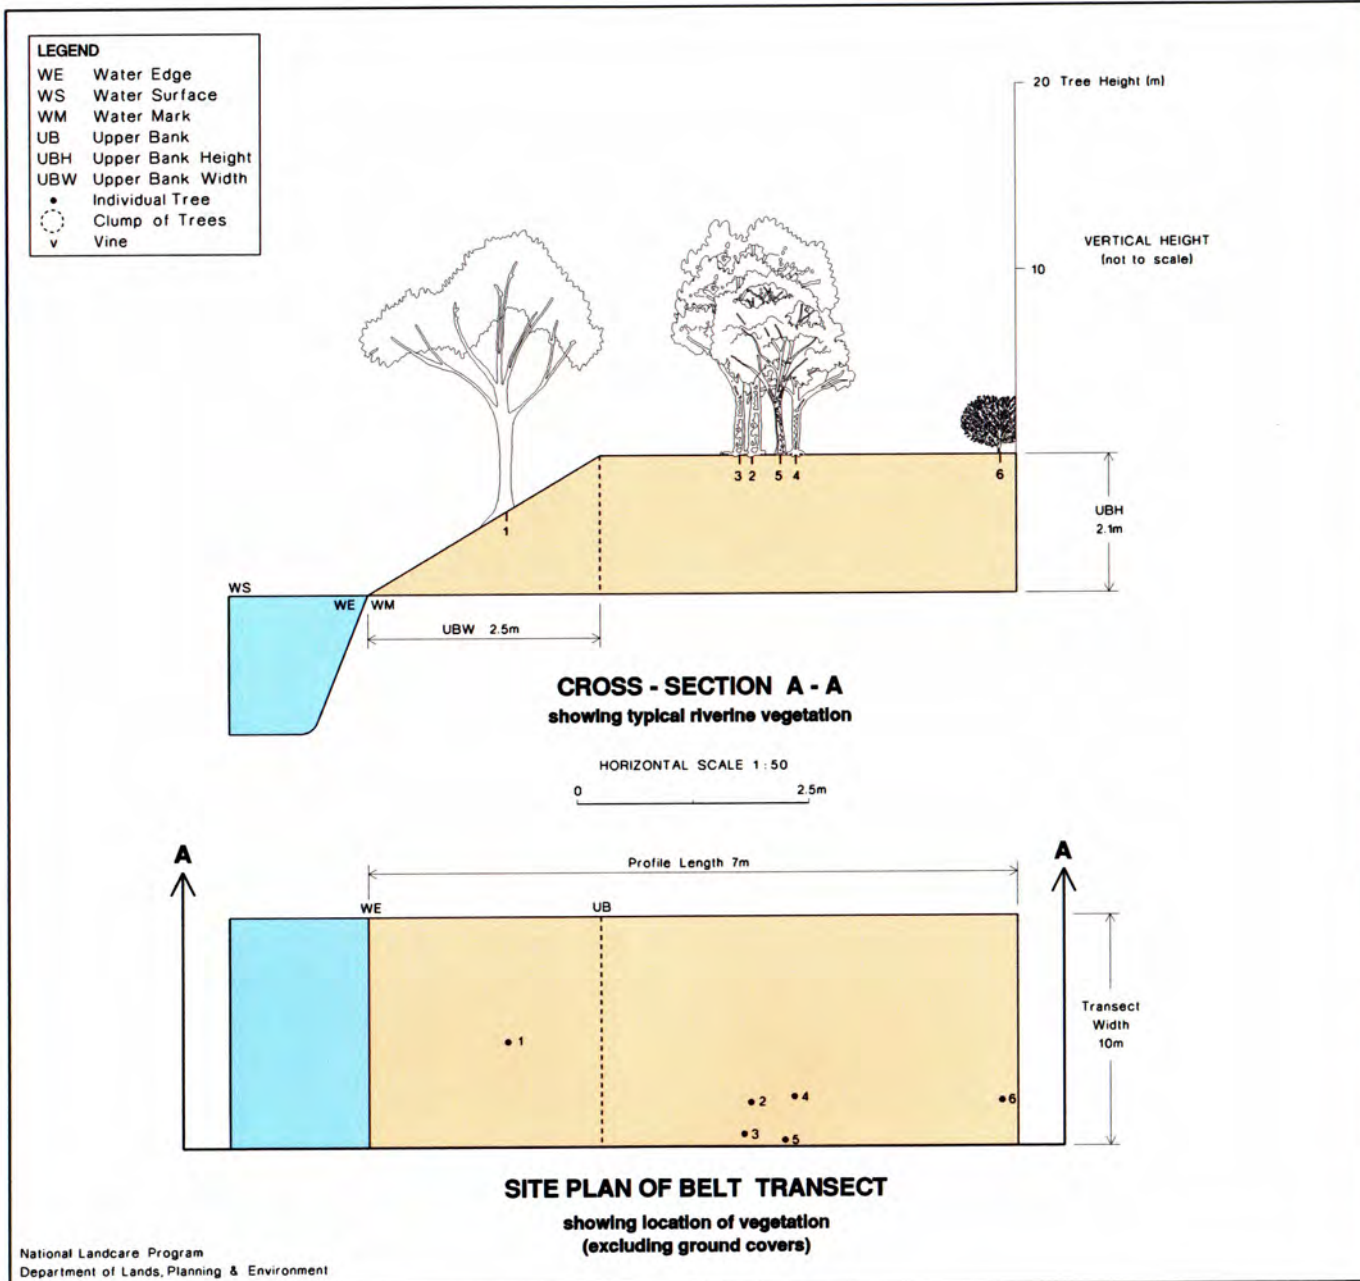 LEGEND
WE Water Edge
WS Water Surface
WM Water Mark
UB Upper Bank
UBH Upper Bank Height
UBW Upper Bank Width
Individual Tree
Clump of Trees
v Vine
20 Tree Height (m)
VERTICAL HEIGHT
(not to scale)
10
3 2 5 4 6
UBH
2.1m
1
WS
WE WM
UBW 2.5m
CROSS - SECTION A - A
showing typical riverine vegetation
HORIZONTAL SCALE 1 : 50
0 2.5m
A A
Profile Length 7m
WE UB
Transect
Width
10m
1
2 4 6
3 5
SITE PLAN OF BELT TRANSECT
showing location of vegetation
(excluding ground covers)
National Landcare Program
Department of Lands, Planning & Environment